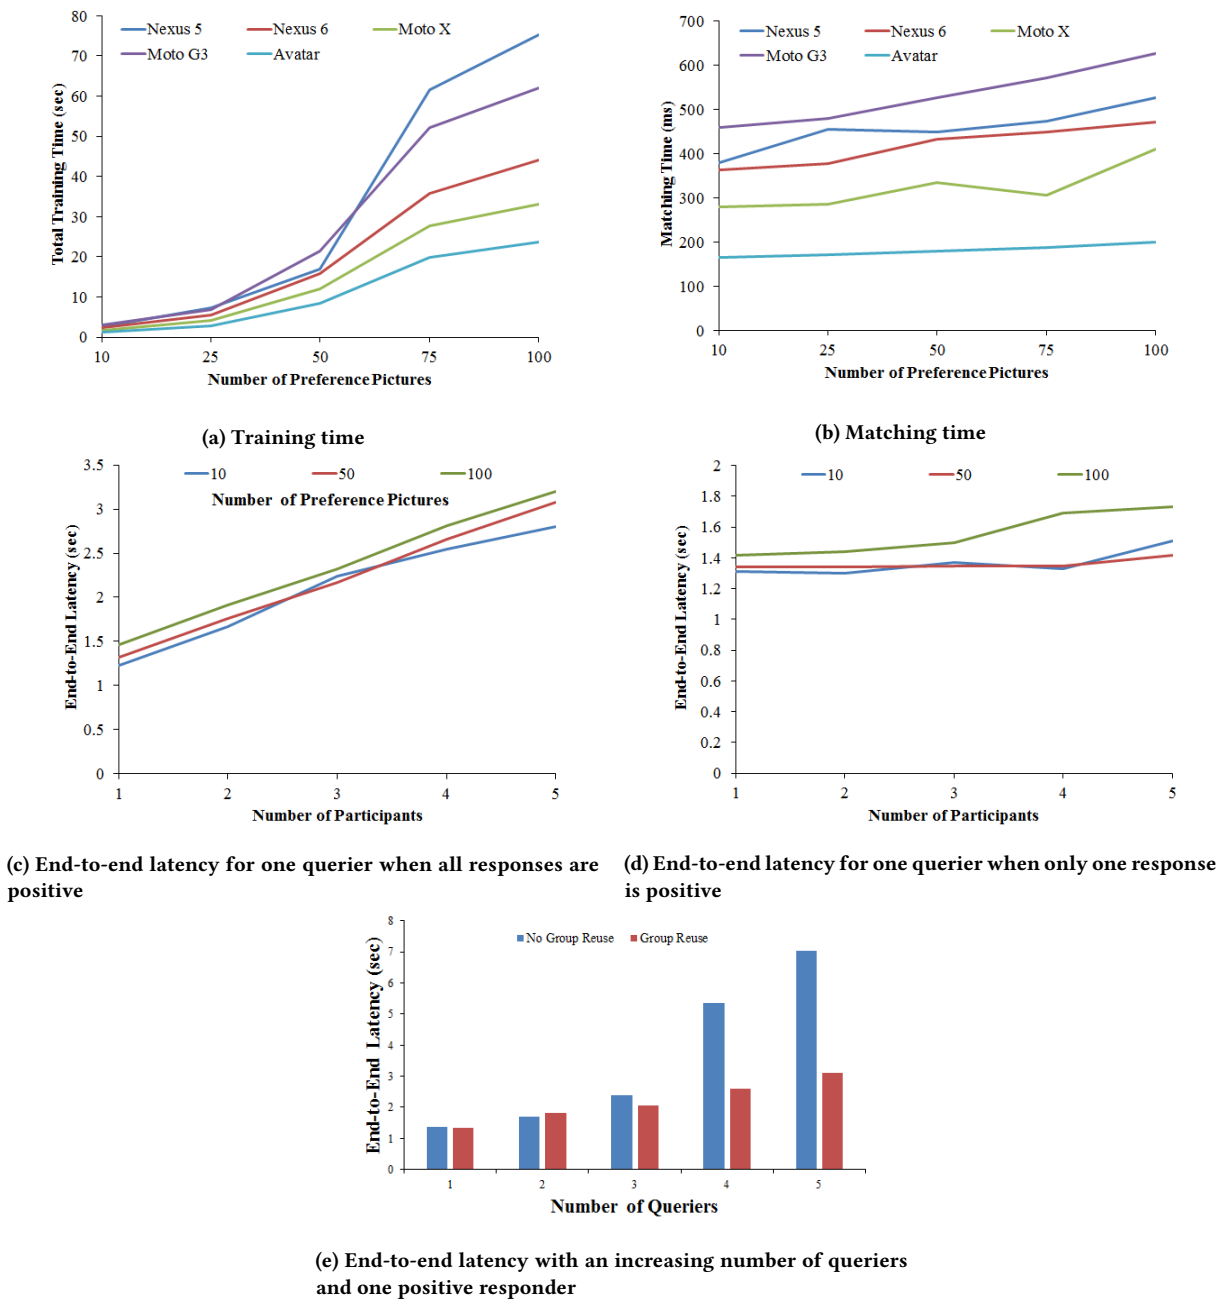 80
70
60
50
40
30
20
10
0
Total Training Time (sec)
Nexus 5 Nexus 6 Moto X
Moto G3 Avatar
10 25 50 75 100
Number of Preference Pictures
(a) Training time
700
600
500
400
300
200
100
0
Matching Time (ms)
Nexus 5 Nexus 6 Moto X
Moto G3 Avatar
10 25 50 75 100
Number of Preference Pictures
(b) Matching time
3.5
3
2.5
2
1.5
1
0.5
0
End-to-End Latency (sec)
10 50 100
Number of Preference Pictures
1 2 3 4 5
Number of Participants
(c) End-to-end latency for one querier when all responses are
positive
2
1.8
1.6
1.4
1.2
1
0.8
0.6
0.4
0.2
0
End-to-End Latency (sec)
10 50 100
1 2 3 4 5
Number of Participants
(d) End-to-end latency for one querier when only one response
is positive
8
7
6
5
4
3
2
1
0
End-to-End Latency (sec)
No Group Reuse Group Reuse
1 2 3 4 5
Number of Queriers
(e) End-to-end latency with an increasing number of queriers
and one positive responder